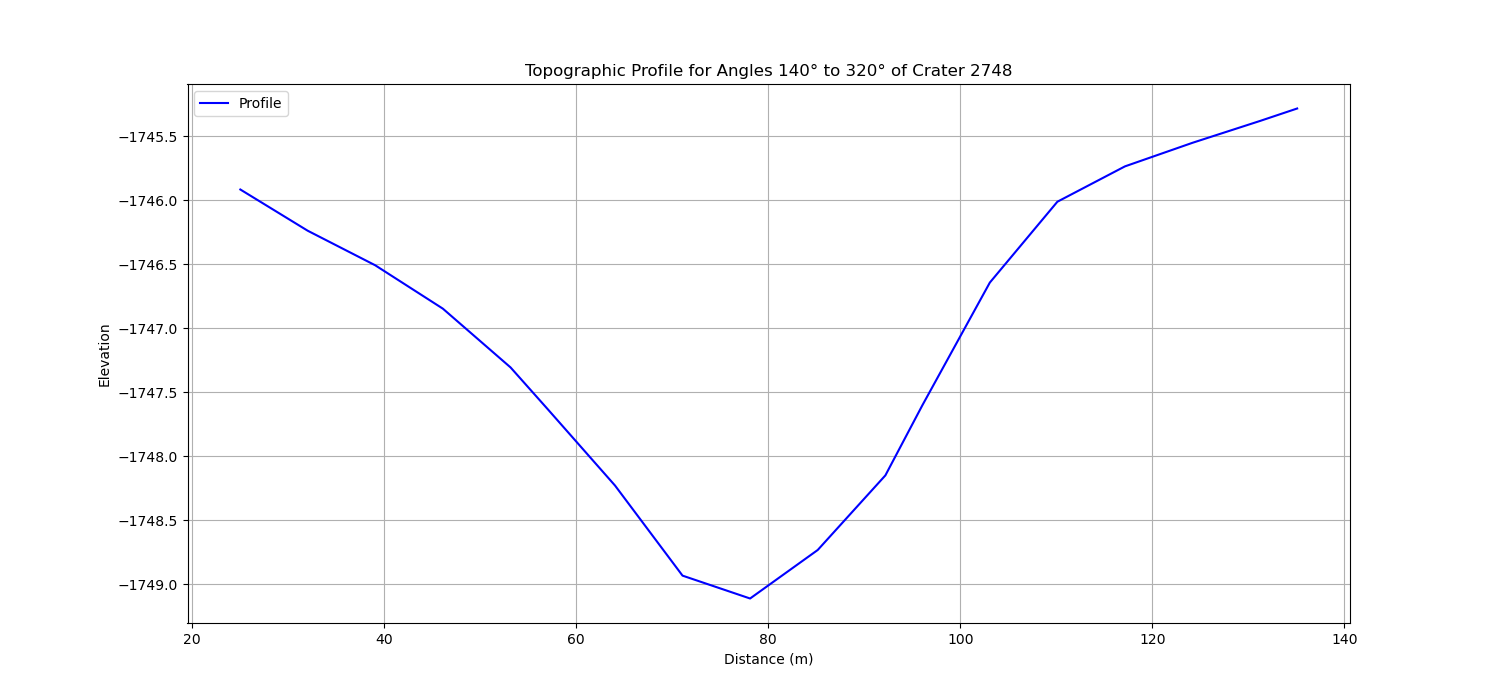 Topographic Profile for Angles 140° to 320° of Crater 2748
Profile
−1745.5
−1746.0
−1746.5
−1747.0
−1747.5
−1748.0
−1748.5
−1749.0
Elevation
20 40 60 80 100 120 140
Distance (m)